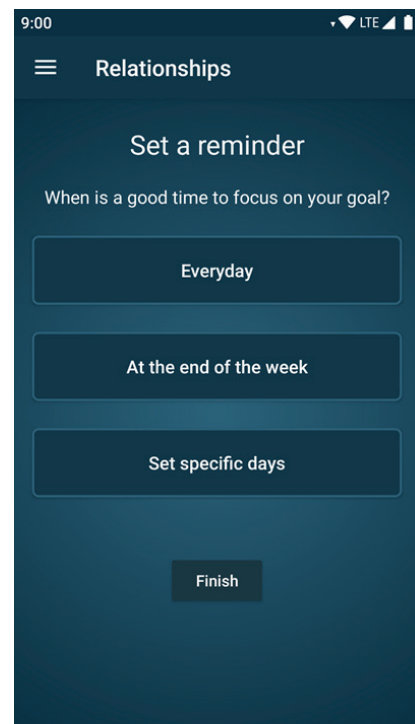 9:00 LTE
Relationships
Set a reminder
When is a good time to focus on your goal?
Everyday
At the end of the week
Set specific days
Finish